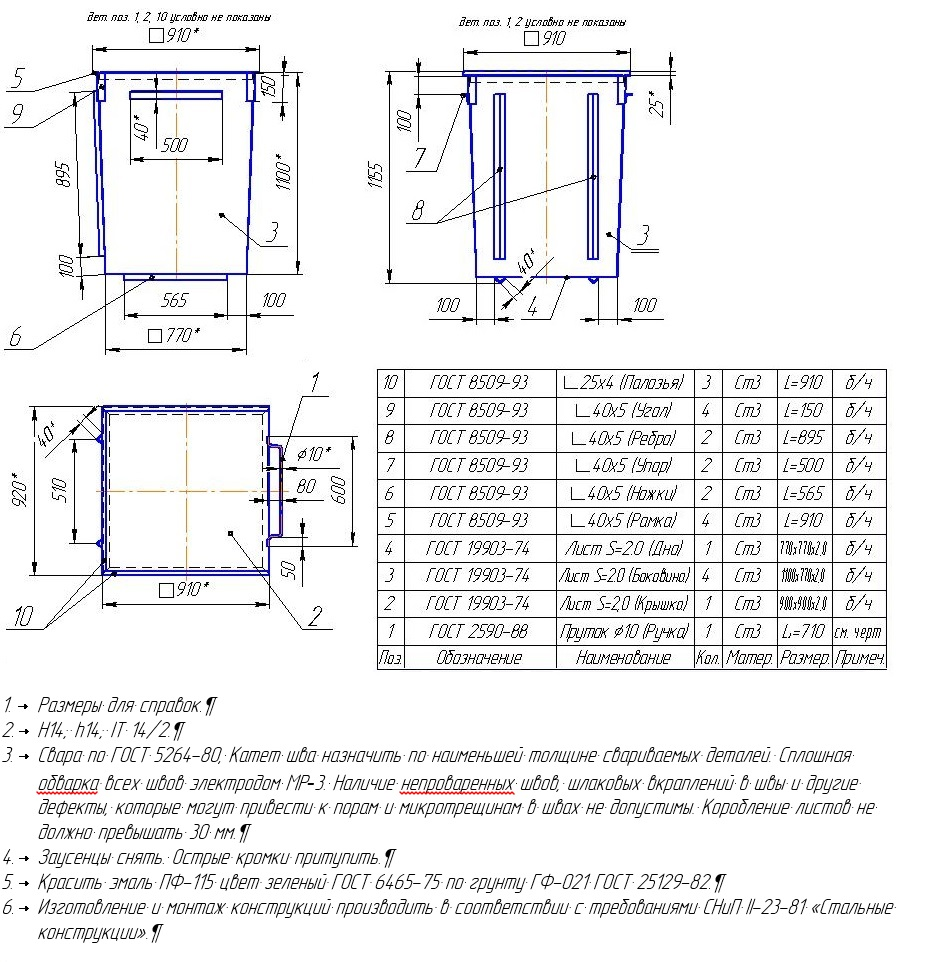 дет. поз. 1, 2, 10 условно не показаны
□910*
5
9
150
40*
500
895
1100*
3
100
565
100
6
□770*
дет. поз. 1, 2 условно не показаны
□910
100
25*
7
1155
8
3
40*
100
4
100
1
40*
⌀10*
920*
510
80
600
50
□910*
10
2
10 ГОСТ 8509-93 ∟25х4 (Полозья) 3 Ст3 L=910 б/ч
9 ГОСТ 8509-93 ∟40х5 (Угол) 4 Ст3 L=150 б/ч
8 ГОСТ 8509-93 ∟40х5 (Ребро) 2 Ст3 L=895 б/ч
7 ГОСТ 8509-93 ∟40х5 (Упор) 2 Ст3 L=500 б/ч
6 ГОСТ 8509-93 ∟40х5 (Ножки) 2 Ст3 L=565 б/ч
5 ГОСТ 8509-93 ∟40х5 (Рамка) 4 Ст3 L=910 б/ч
4 ГОСТ 19903-74 Лист S=2.0 (Дно) 1 Ст3 770х770х2,0 б/ч
3 ГОСТ 19903-74 Лист S=2.0 (Боковина) 4 Ст3 1100х770х2,0 б/ч
2 ГОСТ 19903-74 Лист S=2,0 (Крышка) 1 Ст3 900х900х2,0 б/ч
1 ГОСТ 2590-88 Пруток ⌀10 (Ручка) 1 Ст3 L=710 см. черт
Поз. Обозначение Наименование Кол. Матер. Размер. Примеч.
1. → Размеры для справок.¶
2. → Н14; h14; IT 14/2.¶
3. → Свара по ГОСТ 5264-80, Катет шва назначить по наименьшей толщине свариваемых деталей. Сплошная
обварка всех швов электродом МР-3. Наличие непроваренных швов, шлаковых вкраплений в швы и другие
дефекты, которые могут привести к порам и микротрещинам в швах не допустимы. Коробление листов не
должно превышать 30 мм.¶
4. → Заусенцы снять. Острые кромки притупить.¶
5. → Красить эмаль ПФ-115 цвет зеленый ГОСТ 6465-75 по грунту ГФ-021 ГОСТ 25129-82.¶
6. → Изготовление и монтаж конструкций производить в соответствии с требованиями СНиП II-23-81 «Стальные
конструкции».¶